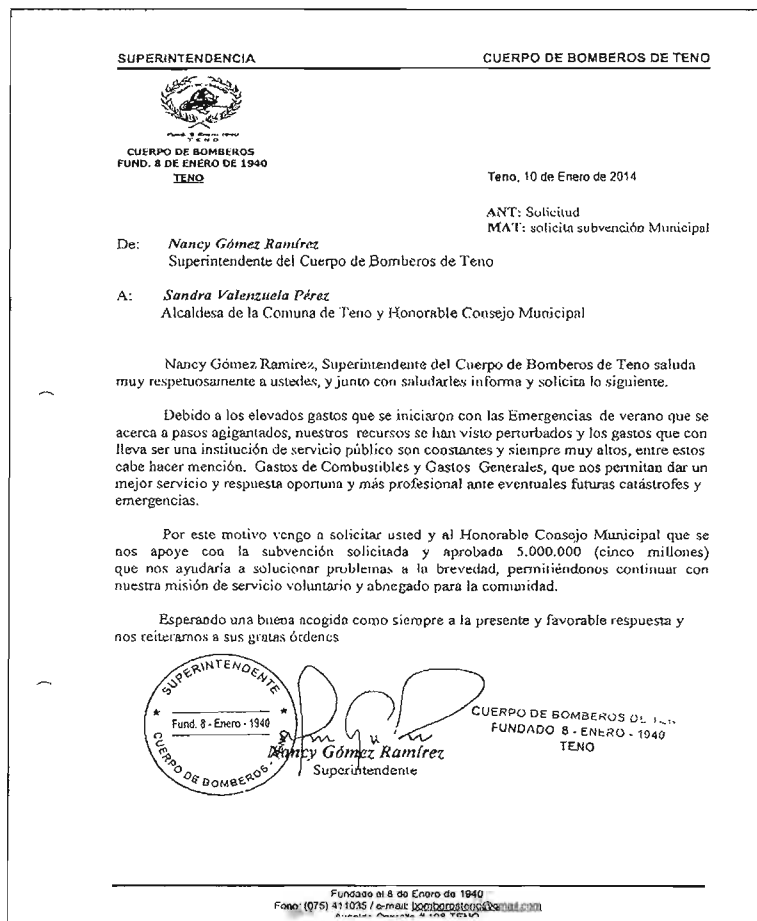 SUPERINTENDENCIA CUERPO DE BOMBEROS DE TENO
Fund. 8 Enero 1940
TENO
CUERPO DE BOMBEROS
FUND. 8 DE ENERO DE 1940
TENO
Teno, 10 de Enero de 2014
ANT: Solicitud
MAT: solicita subvención Municipal
De: Nancy Gómez Ramírez
Superintendente del Cuerpo de Bomberos de Teno
A: Sandra Valenzuela Pérez
Alcaldesa de la Comuna de Teno y Honorable Consejo Municipal
Nancy Gómez Ramírez, Superintendente del Cuerpo de Bomberos de Teno saluda
muy respetuosamente a ustedes, y junto con saludarles informa y solicita lo siguiente.
Debido a los elevados gastos que se iniciaron con las Emergencias de verano que se
acerca a pasos agigantados, nuestros recursos se han visto perturbados y los gastos que con
lleva ser una institución de servicio público son constantes y siempre muy altos, entre estos
cabe hacer mención. Gastos de Combustibles y Gastos Generales, que nos permitan dar un
mejor servicio y respuesta oportuna y más profesional ante eventuales futuras catástrofes y
emergencias.
Por este motivo vengo a solicitar usted y al Honorable Consejo Municipal que se
nos apoye con la subvención solicitada y aprobada 5.000.000 (cinco millones)
que nos ayudaría a solucionar problemas a la brevedad, permitiéndonos continuar con
nuestra misión de servicio voluntario y abnegado para la comunidad.
Esperando una buena acogida como siempre a la presente y favorable respuesta y
nos reiteramos a sus gratas órdenes
SUPERINTENDENTE
Fund. 8 - Enero - 1940
CUERPO DE BOMBEROS - TENO
Nancy Gómez Ramírez
Superintendente
CUERPO DE BOMBEROS DE
FUNDADO 8 - ENERO - 1940
TENO
Fundado el 8 de Enero de 1940
Fono: (075) 411035 / e-mail: bomberosteno@gmail.com